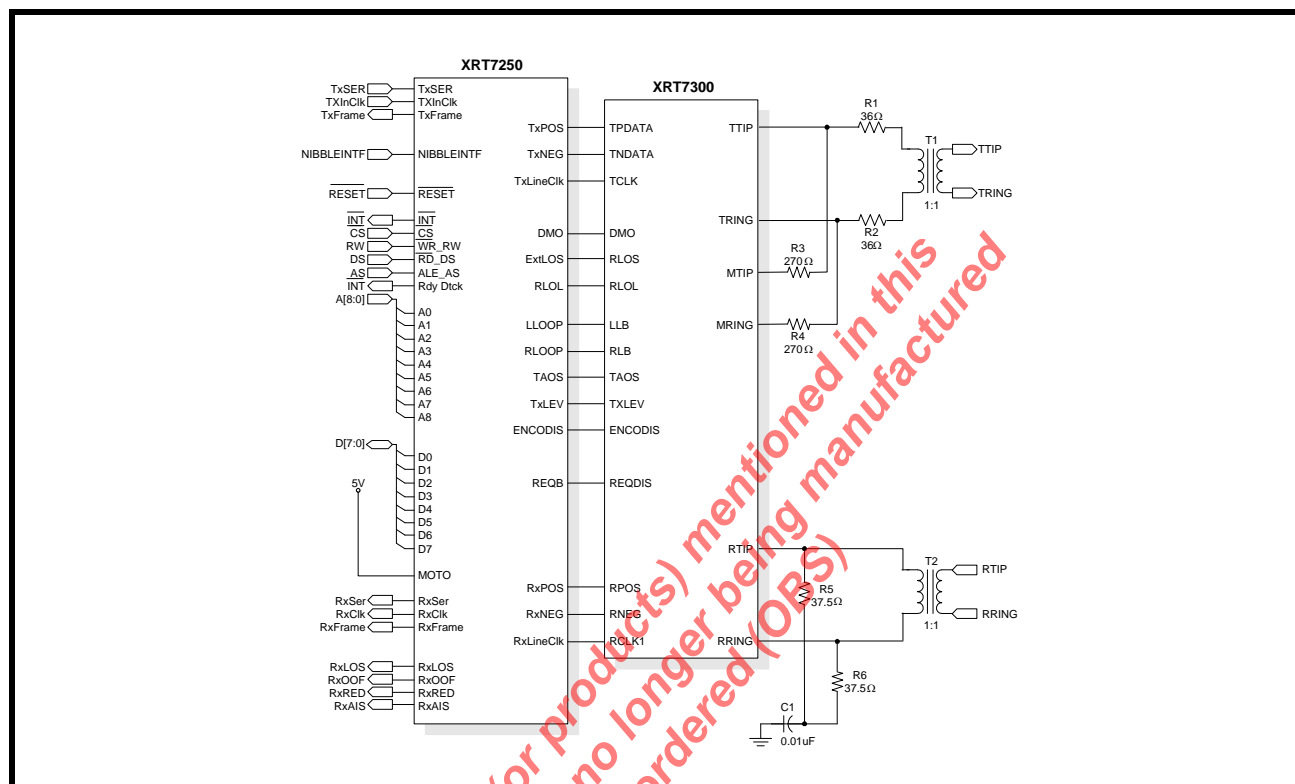 XRT7250
XRT7300
TxSER TxSER
TXInClk TXInClk
TxFrame TxFrame
NIBBLEINTF NIBBLEINTF
RESET RESET
INT INT
CS CS
RW WR_RW
DS RD_DS
AS ALE_AS
INT Rdy Dtck
A[8:0]
A0
A1
A2
A3
A4
A5
A6
A7
A8
D[7:0]
D0
D1
D2
D3
D4
D5
D6
D7
5V
MOTO
RxSer RxSer
RxClk RxClk
RxFrame RxFrame
RxLOS RxLOS
RxOOF RxOOF
RxRED RxRED
RxAIS RxAIS
TxPOS TPDATA
TxNEG TNDATA
TxLineClk TCLK
DMO DMO
ExtLOS RLOS
RLOL RLOL
LLOOP LLB
RLOOP RLB
TAOS TAOS
TxLEV TXLEV
ENCODIS ENCODIS
REQB REQDIS
RxPOS RPOS
RxNEG RNEG
RxLineClk RCLK1
TTIP
TRING
MTIP
MRING
RTIP
RRING
R1
36Ω
R2
36Ω
R3
270Ω
R4
270Ω
T1
1:1
TTIP
TRING
R5
37.5Ω
R6
37.5Ω
T2
1:1
RTIP
RRING
C1
0.01uF
(or products) mentioned in this
no longer being manufactured
ordered (OBS)